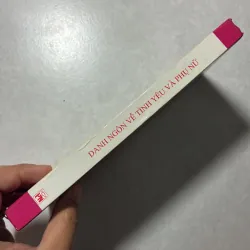 DANH NGÔN VỀ TÌNH YÊU VÀ PHỤ NỮ